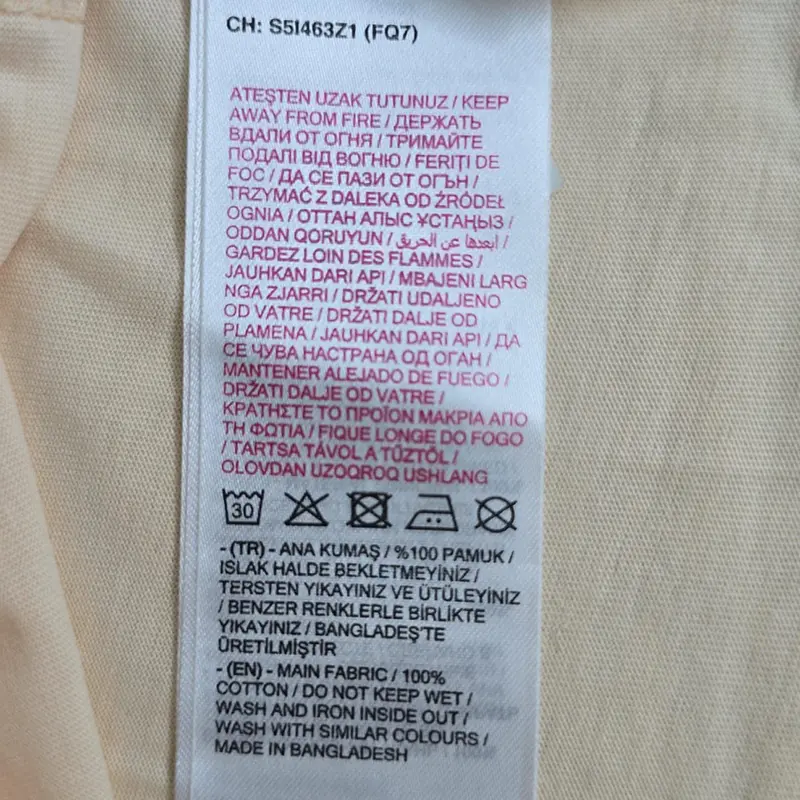 CH: S5I463Z1 (FQ7)
ATEŞTEN UZAK TUTUNUZ / KEEP
AWAY FROM FIRE / ДЕРЖАТЬ
ВДАЛИ ОТ ОГНЯ / ТРИМАЙТЕ
ПОДАЛІ ВІД ВОГНЮ / FERIȚI DE
FOC / ДА СЕ ПАЗИ ОТ ОГЪН /
TRZYMAĆ Z DALEKA OD ŹRÓDEŁ
OGNIA / ОТТАН АЛЫС ҰСТАҢЫЗ /
ODDAN QORUYUN / ابعدها عن الحريق /
GARDEZ LOIN DES FLAMMES /
JAUHKAN DARI API / MBAJENI LARG
NGA ZJARRI / DRŽATI UDALJENO
OD VATRE / DRŽATI DALJE OD
PLAMENA / JAUHKAN DARI API / ДА
СЕ ЧУВА НАСТРАНА ОД ОГАН /
MANTENER ALEJADO DE FUEGO /
DRŽATI DALJE OD VATRE /
ΚΡΑΤΗΣΤΕ ΤΟ ΠΡΟΪΟΝ ΜΑΚΡΙΑ ΑΠΟ
ΤΗ ΦΩΤΙΑ / FIQUE LONGE DO FOGO
/ TARTSA TÁVOL A TŰZTŐL /
OLOVDAN UZOQROQ USHLANG
30
- (TR) - ANA KUMAŞ / %100 PAMUK /
ISLAK HALDE BEKLETMEYİNİZ /
TERSTEN YIKAYINIZ VE ÜTÜLEYİNİZ
/ BENZER RENKLERLE BİRLİKTE
YIKAYINIZ / BANGLADEŞ'TE
ÜRETİLMİŞTİR
- (EN) - MAIN FABRIC / 100%
COTTON / DO NOT KEEP WET /
WASH AND IRON INSIDE OUT /
WASH WITH SIMILAR COLOURS /
MADE IN BANGLADESH